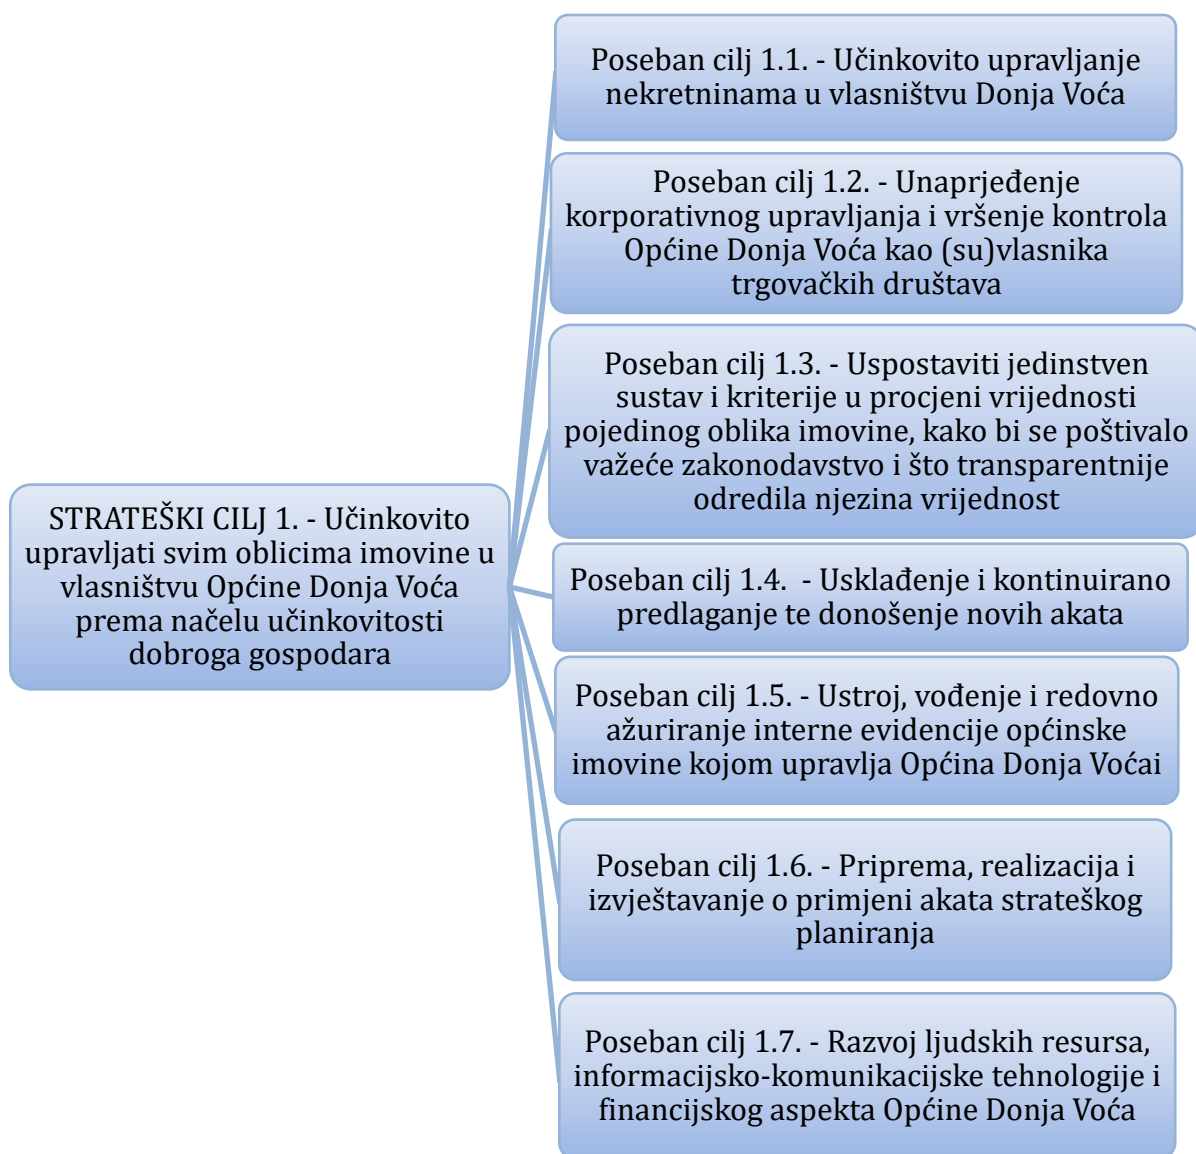 STRATEŠKI CILJ 1. - Učinkovito
upravljati svim oblicima imovine u
vlasništvu Općine Donja Voća
prema načelu učinkovitosti
dobroga gospodara
Poseban cilj 1.1. - Učinkovito upravljanje
nekretninama u vlasništvu Donja Voća
Poseban cilj 1.2. - Unaprjeđenje
korporativnog upravljanja i vršenje kontrola
Općine Donja Voća kao (su)vlasnika
trgovačkih društava
Poseban cilj 1.3. - Uspostaviti jedinstven
sustav i kriterije u procjeni vrijednosti
pojedinog oblika imovine, kako bi se poštivalo
važeće zakonodavstvo i što transparentnije
odredila njezina vrijednost
Poseban cilj 1.4.  - Usklađenje i kontinuirano
predlaganje te donošenje novih akata
Poseban cilj 1.5. - Ustroj, vođenje i redovno
ažuriranje interne evidencije općinske
imovine kojom upravlja Općina Donja Voćai
Poseban cilj 1.6. - Priprema, realizacija i
izvještavanje o primjeni akata strateškog
planiranja
Poseban cilj 1.7. - Razvoj ljudskih resursa,
informacijsko-komunikacijske tehnologije i
financijskog aspekta Općine Donja Voća